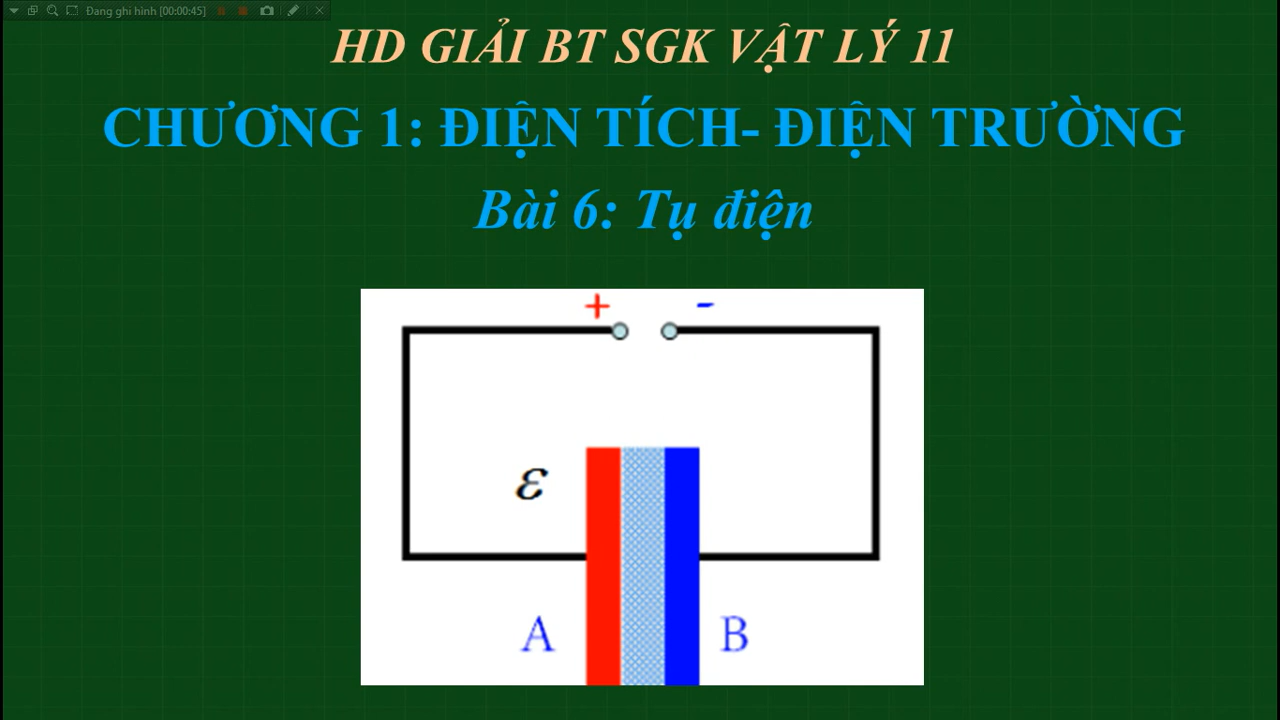 Đang ghi hình [00:00:45]
HD GIẢI BT SGK VẬT LÝ 11
CHƯƠNG 1: ĐIỆN TÍCH- ĐIỆN TRƯỜNG
Bài 6: Tụ điện
+ -
ε
A B